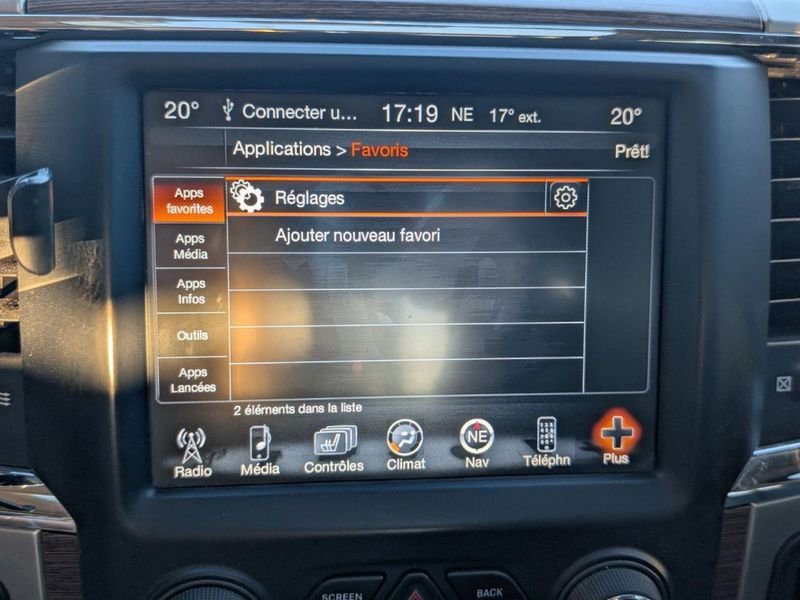 20° Connecter u... 17:19 NE 17° ext. 20°
Applications > Favoris Prêt!
Apps favorites
Réglages
Ajouter nouveau favori
Apps Média
Apps Infos
Outils
Apps Lancées
2 éléments dans la liste
Radio Média Contrôles Climat NE Nav Téléphn Plus
SCREEN BACK